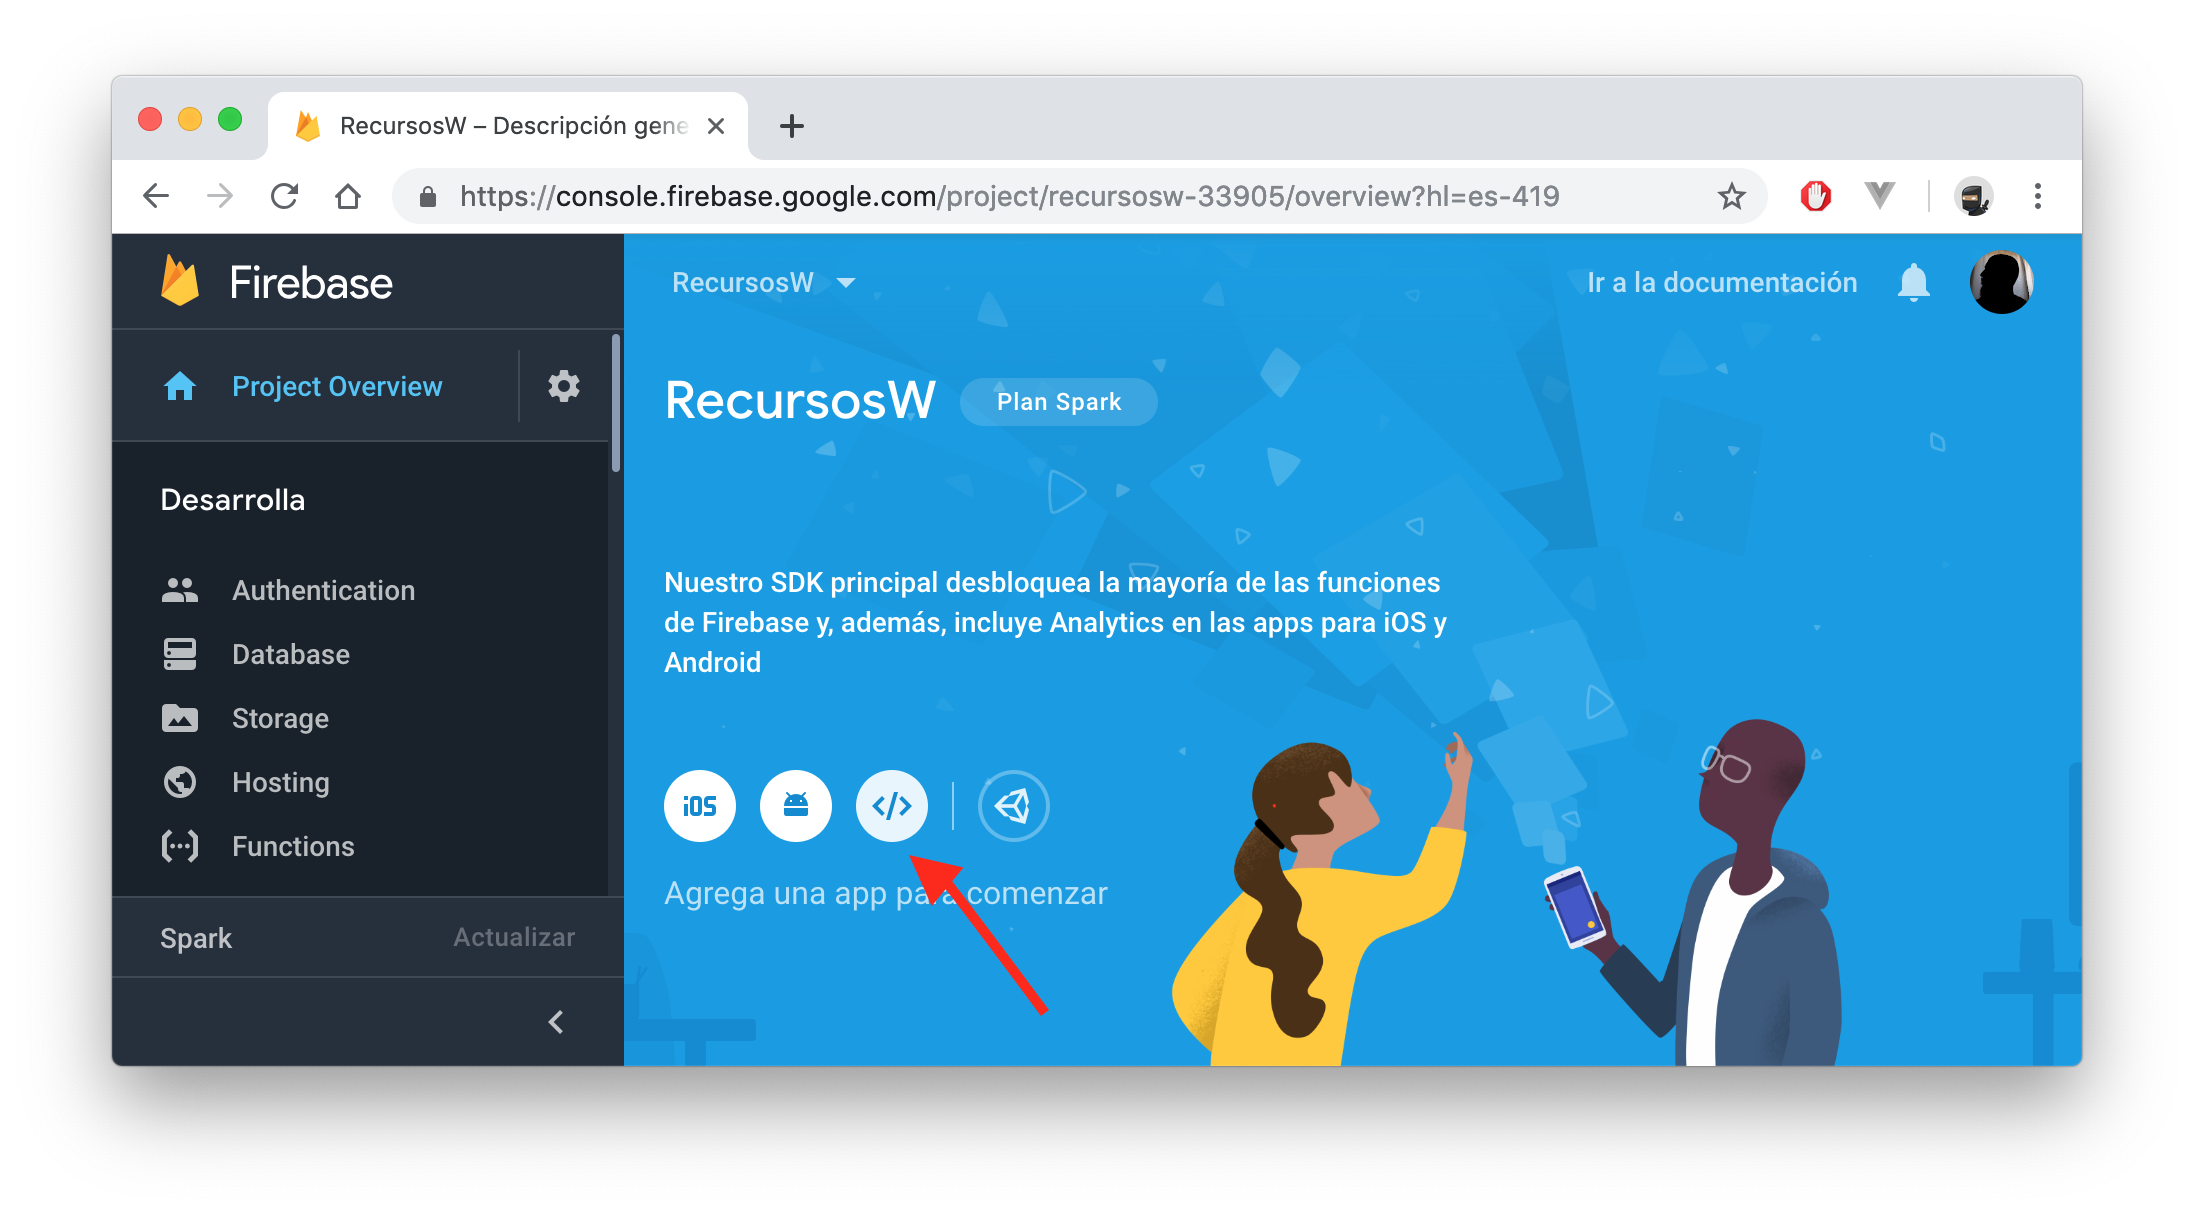 RecursosW – Descripción gene
https://console.firebase.google.com/project/recursosw-33905/overview?hl=es-419
Firebase
RecursosW
Ir a la documentación
Project Overview
RecursosW
Plan Spark
Desarrolla
Authentication
Database
Storage
Hosting
Functions
Nuestro SDK principal desbloquea la mayoría de las funciones
de Firebase y, además, incluye Analytics en las apps para iOS y
Android
iOS
</>
Agrega una app para comenzar
Spark
Actualizar